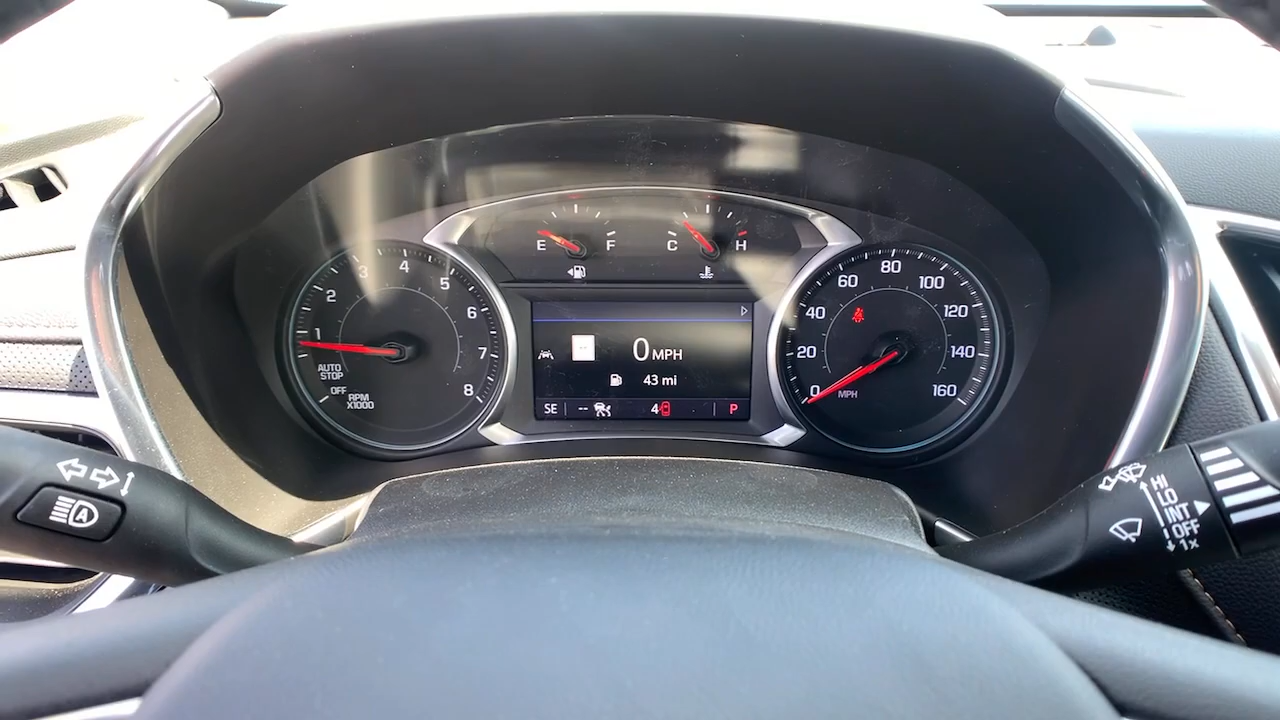 E F
C H
1 2 3 4 5 6 7 8
AUTO
STOP
OFF
RPM
X1000
0 MPH
43 mi
SE -- 4 P
0 20 40 60 80 100 120 140 160
MPH
A
HI
LO
INT
OFF
1x